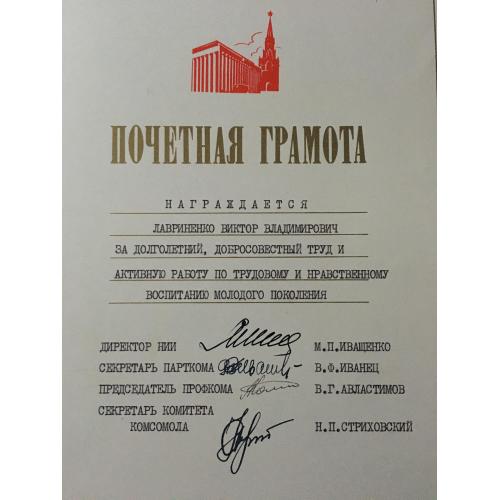 ПОЧЕТНАЯ ГРАМОТА
НАГРАЖДАЕТСЯ
ЛАВРИНЕНКО ВИКТОР ВЛАДИМИРОВИЧ
ЗА ДОЛГОЛЕТНИЙ, ДОБРОСОВЕСТНЫЙ ТРУД И
АКТИВНУЮ РАБОТУ ПО ТРУДОВОМУ И НРАВСТВЕННОМУ
ВОСПИТАНИЮ МОЛОДОГО ПОКОЛЕНИЯ
ДИРЕКТОР НИИ М.П.ИВАЩЕНКО
СЕКРЕТАРЬ ПАРТКОМА В.Ф.ИВАНЕЦ
ПРЕДСЕДАТЕЛЬ ПРОФКОМА В.Г.АВЛАСТИМОВ
СЕКРЕТАРЬ КОМИТЕТА
КОМСОМОЛА Н.П.СТРИХОВСКИЙ